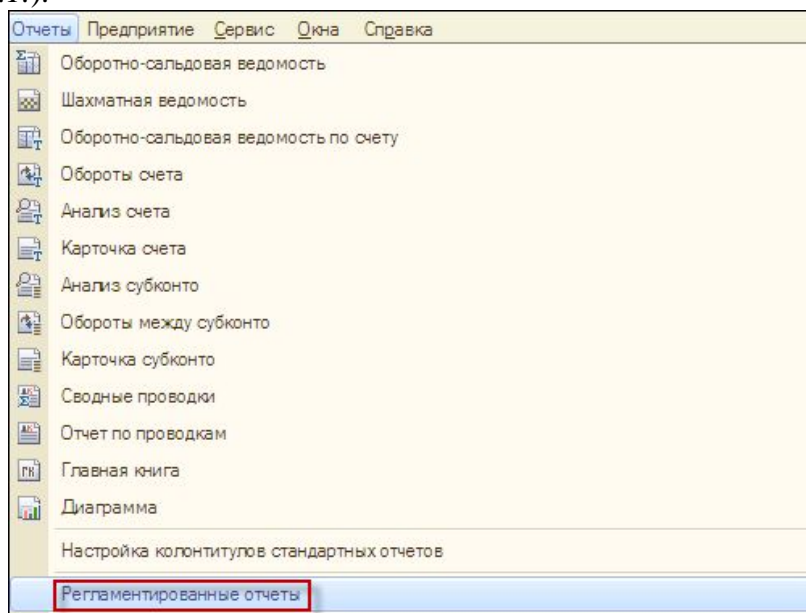 1.).
Отчеты Предприятие Сервис Окна Справка
Оборотно-сальдовая ведомость
Шахматная ведомость
Оборотно-сальдовая ведомость по счету
Обороты счета
Анализ счета
Карточка счета
Анализ субконто
Обороты между субконто
Карточка субконто
Сводные проводки
Отчет по проводкам
Главная книга
Диаграмма
Настройка колонтитулов стандартных отчетов
Регламентированные отчеты